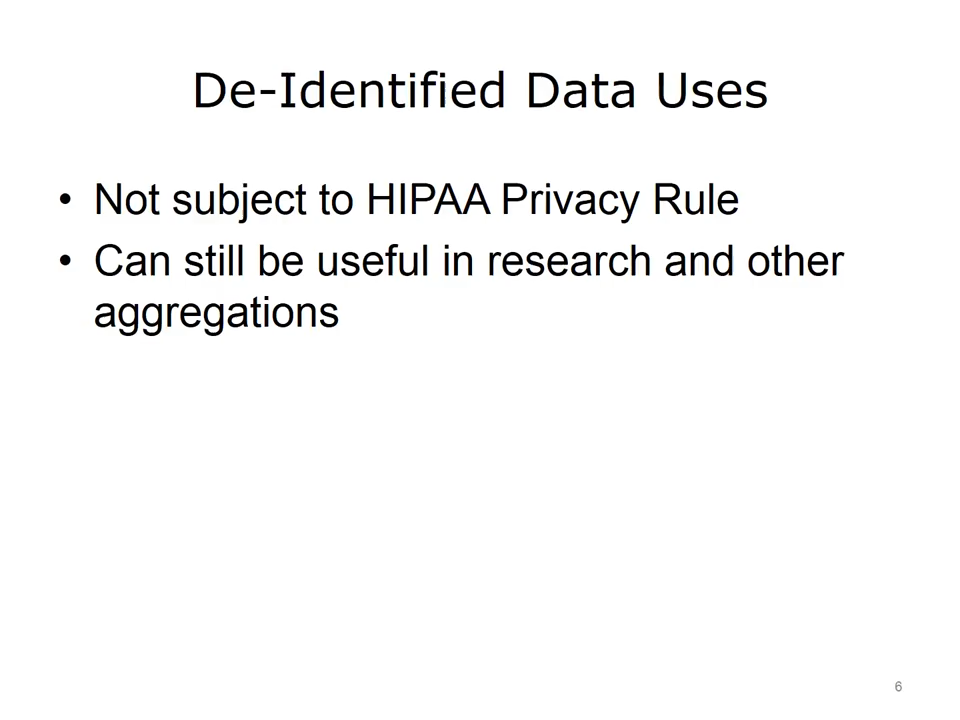 De-Identified Data Uses
• Not subject to HIPAA Privacy Rule
• Can still be useful in research and other
aggregations
6